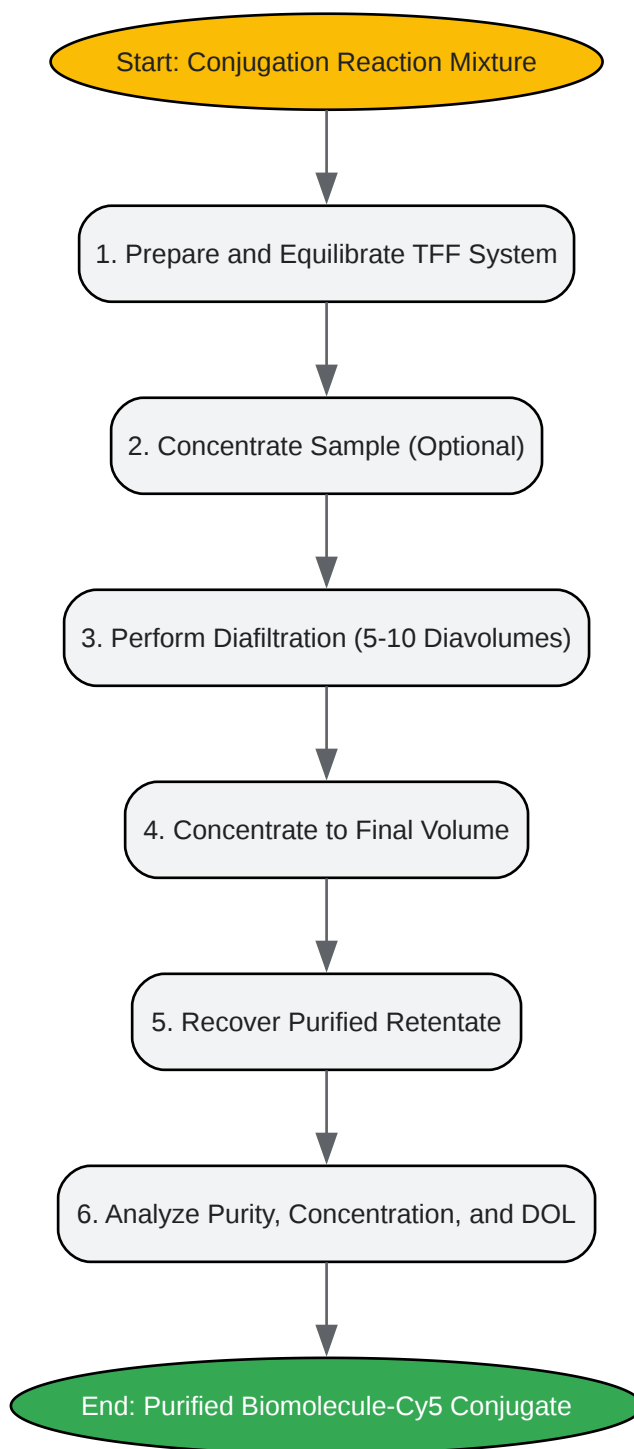 Start: Conjugation Reaction Mixture
1. Prepare and Equilibrate TFF System
2. Concentrate Sample (Optional)
3. Perform Diafiltration (5-10 Diavolumes)
4. Concentrate to Final Volume
5. Recover Purified Retentate
6. Analyze Purity, Concentration, and DOL
End: Purified Biomolecule-Cy5 Conjugate